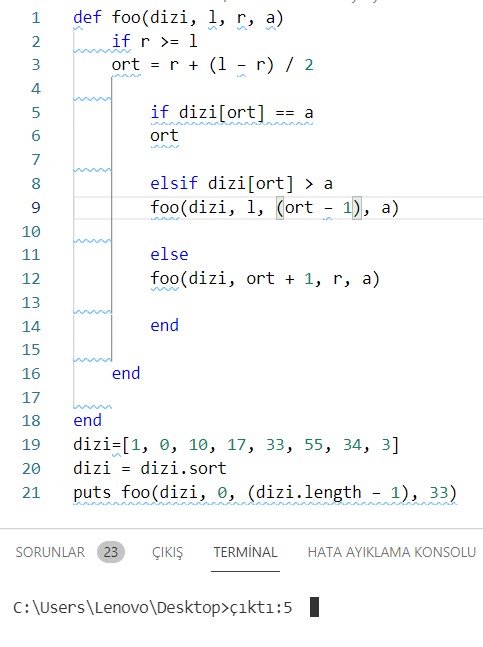 1 def foo(dizi, l, r, a)
2 if r >= l
3 ort = r + (l - r) / 2
4
5 if dizi[ort] == a
6 ort
7
8 elsif dizi[ort] > a
9 foo(dizi, l, (ort - 1), a)
10
11 else
12 foo(dizi, ort + 1, r, a)
13
14 end
15
16 end
17
18 end
19 dizi=[1, 0, 10, 17, 33, 55, 34, 3]
20 dizi = dizi.sort
21 puts foo(dizi, 0, (dizi.length - 1), 33)
SORUNLAR 23 ÇIKIŞ TERMİNAL HATA AYIKLAMA KONSOLU
C:\Users\Lenovo\Desktop>çıktı:5